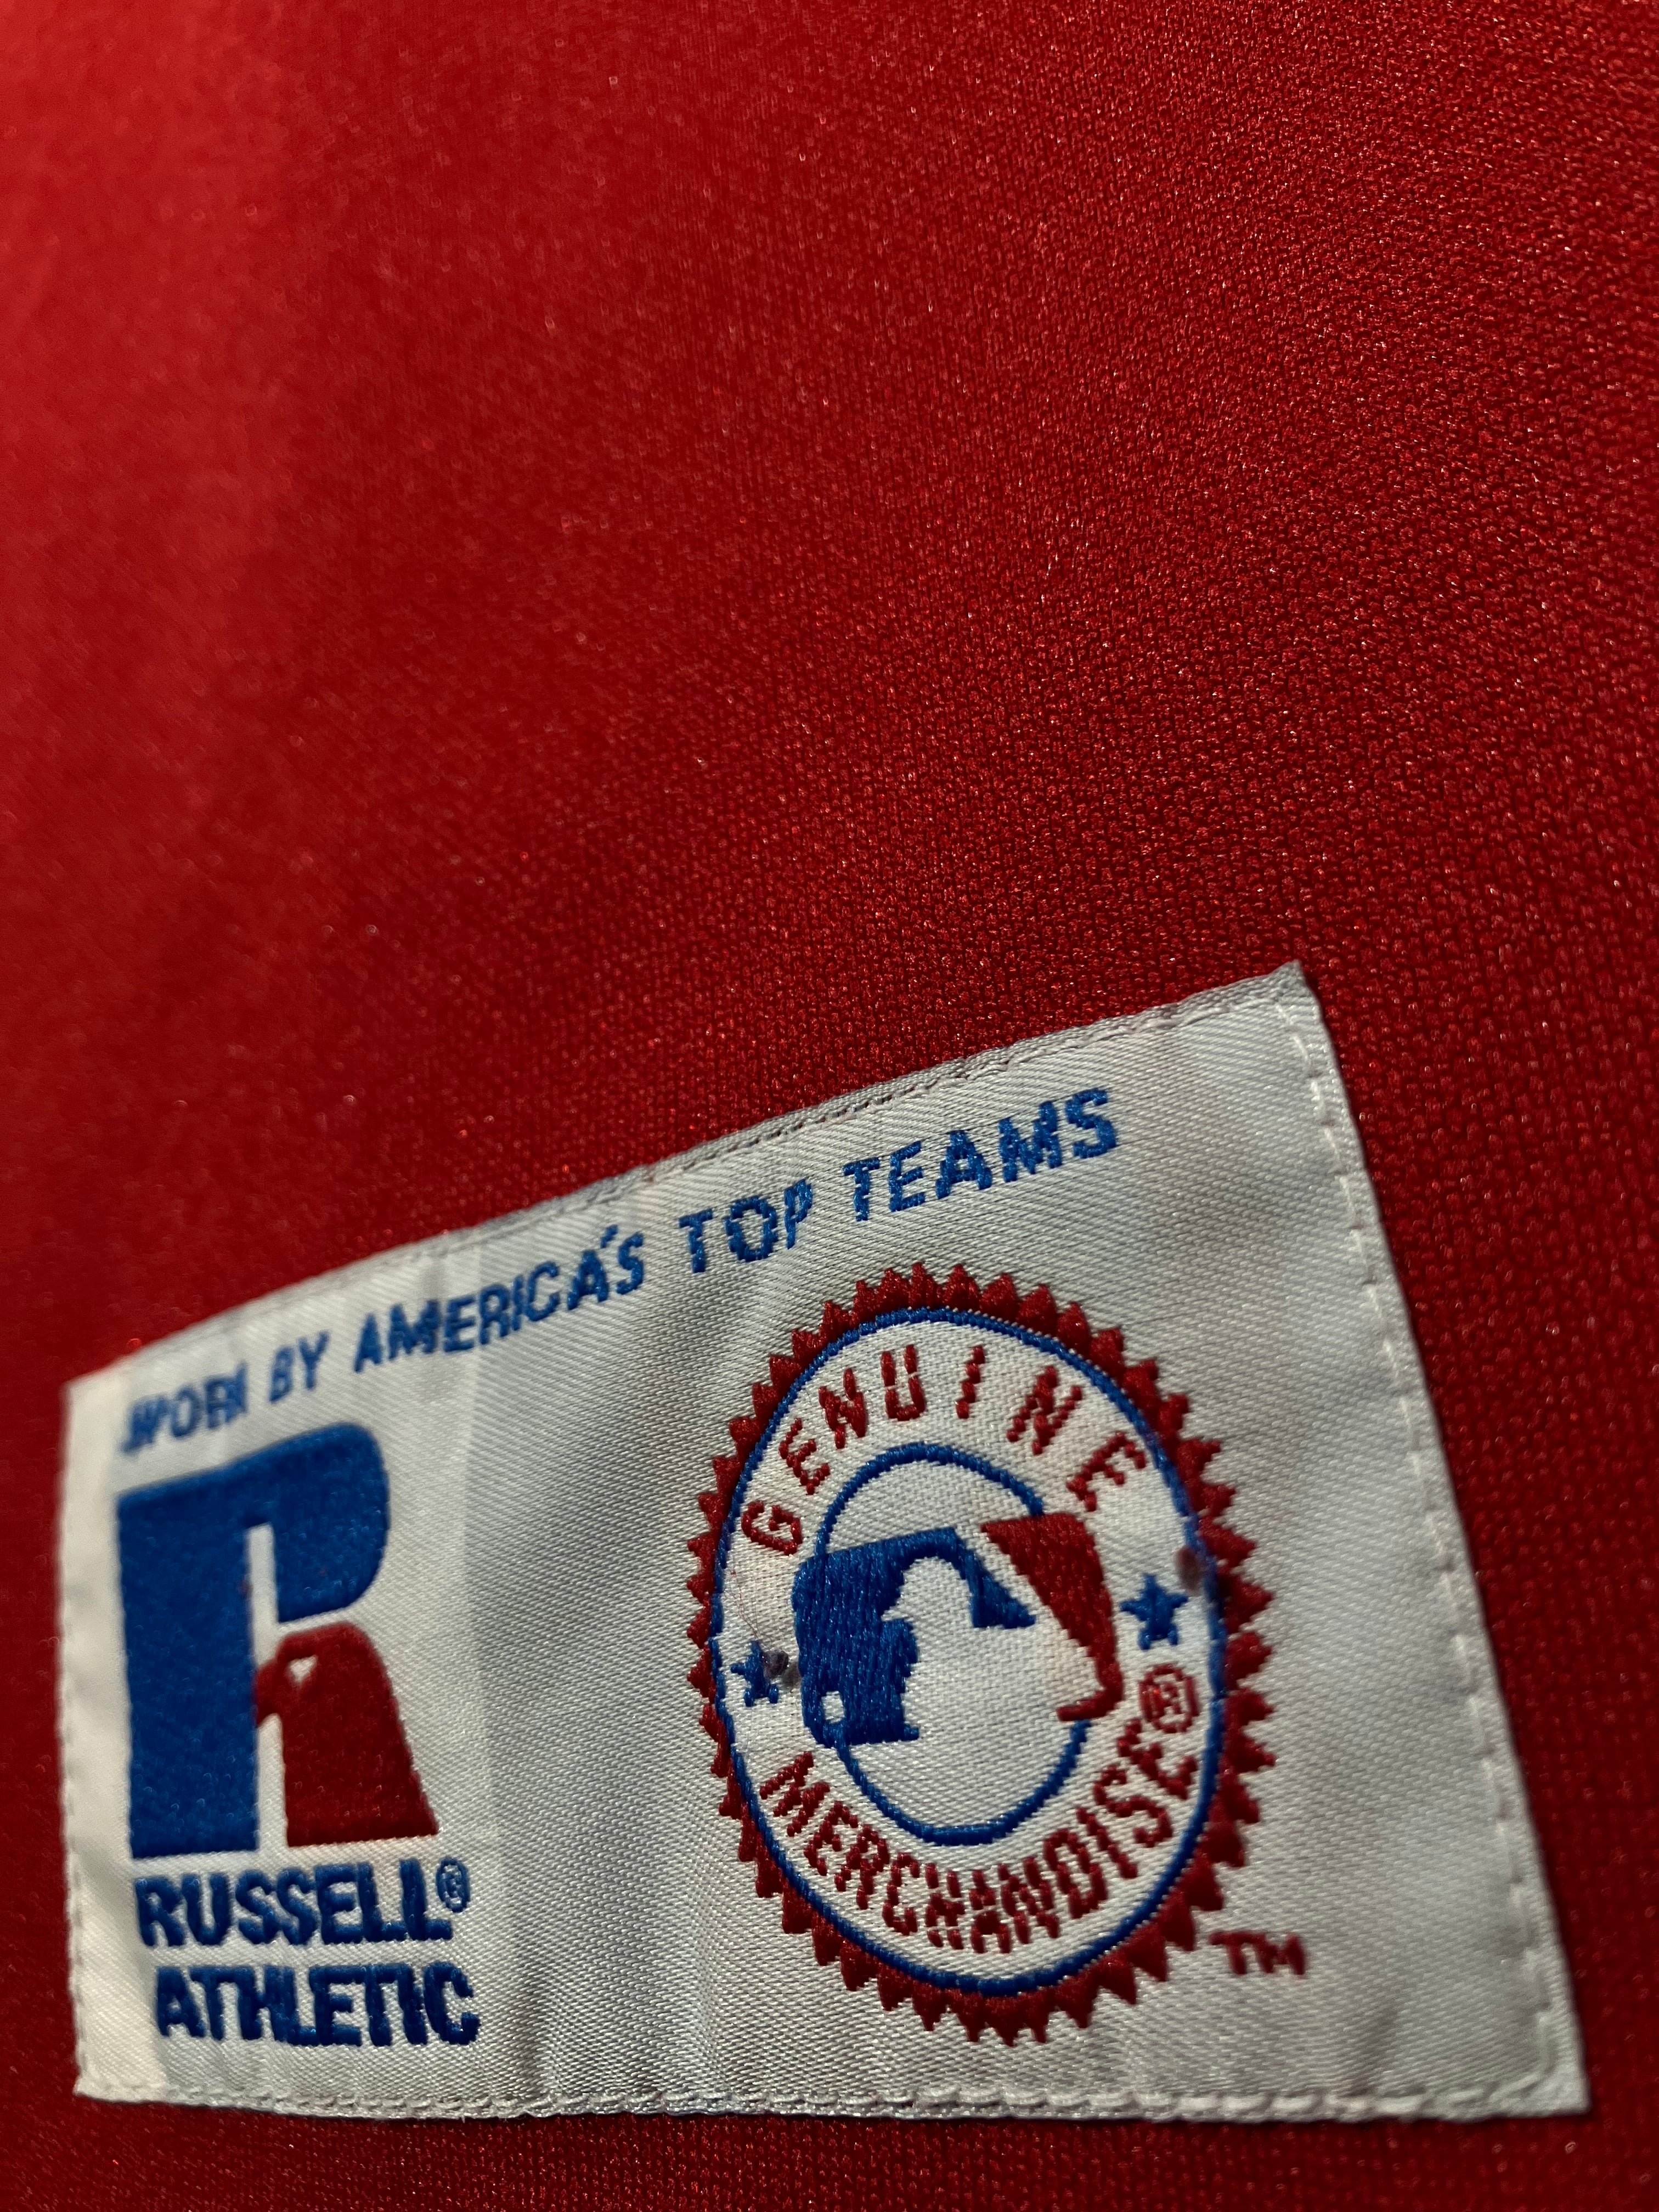 WORN BY AMERICA'S TOP TEAMS
R
RUSSELL®
ATHLETIC
GENUINE
MERCHANDISE®
TM